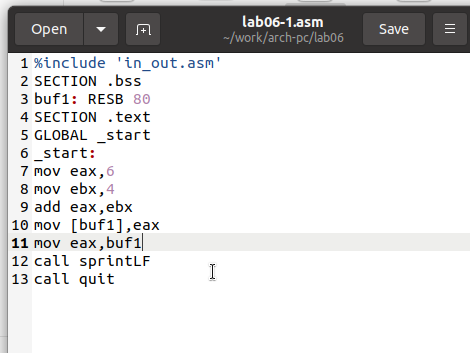 Open
lab06-1.asm
~/work/arch-pc/lab06
Save
1 %include 'in_out.asm'
2 SECTION .bss
3 buf1: RESB 80
4 SECTION .text
5 GLOBAL _start
6 _start:
7 mov eax,6
8 mov ebx,4
9 add eax,ebx
10 mov [buf1],eax
11 mov eax,buf1
12 call sprintLF
13 call quit